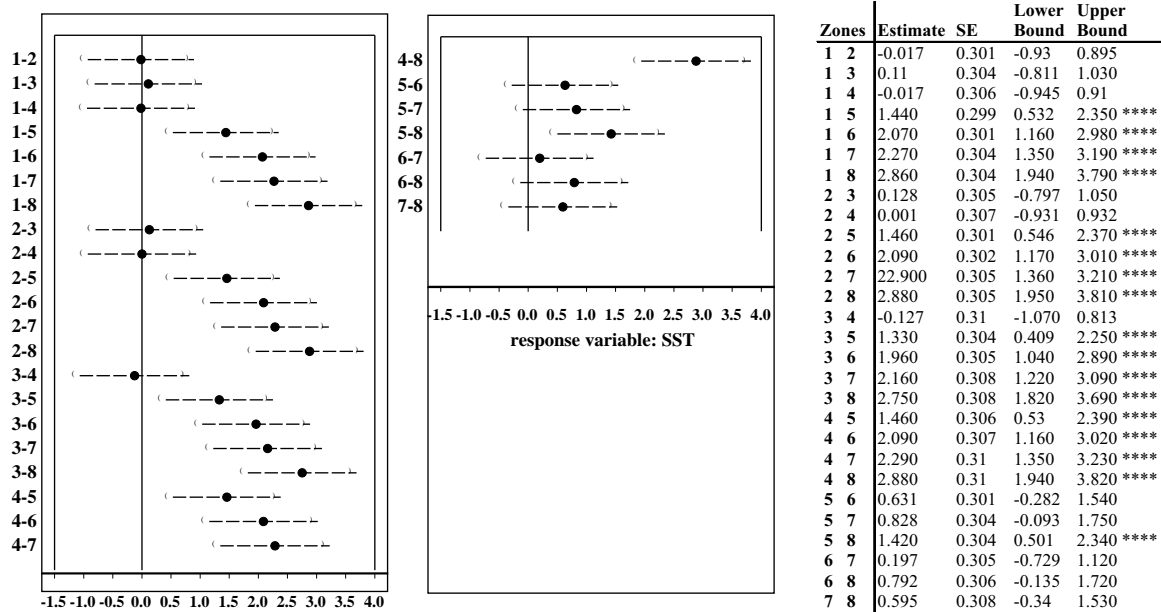 1-2
1-3
1-4
1-5
1-6
1-7
1-8
2-3
2-4
2-5
2-6
2-7
2-8
3-4
3-5
3-6
3-7
3-8
4-5
4-6
4-7
-1.5 -1.0 0.0 0.0 0.5 1.5 2.0 2.5 3.0 3.5 4.0
4-8
5-6
5-7
5-8
6-7
6-8
7-8
-1.5 -1.0 0.0 0.0 0.5 1.5 2.0 2.5 3.0 3.5 4.0
response variable: SST
Lower Upper
Zones Estimate SE Bound Bound
1 2 -0.017 0.301 -0.93 0.895
1 3 0.11 0.304 -0.811 1.030
1 4 -0.017 0.306 -0.945 0.91
1 5 1.440 0.299 0.532 2.350 ****
1 6 2.070 0.301 1.160 2.980 ****
1 7 2.270 0.304 1.350 3.190 ****
1 8 2.860 0.304 1.940 3.790 ****
2 3 0.128 0.305 -0.797 1.050
2 4 0.001 0.307 -0.931 0.932
2 5 1.460 0.301 0.546 2.370 ****
2 6 2.090 0.302 1.170 3.010 ****
2 7 22.900 0.305 1.360 3.210 ****
2 8 2.880 0.305 1.950 3.810 ****
3 4 -0.127 0.31 -1.070 0.813
3 5 1.330 0.304 0.409 2.250 ****
3 6 1.960 0.305 1.040 2.890 ****
3 7 2.160 0.308 1.220 3.090 ****
3 8 2.750 0.308 1.820 3.690 ****
4 5 1.460 0.306 0.53 2.390 ****
4 6 2.090 0.307 1.160 3.020 ****
4 7 2.290 0.31 1.350 3.230 ****
4 8 2.880 0.31 1.940 3.820 ****
5 6 0.631 0.301 -0.282 1.540
5 7 0.828 0.304 -0.093 1.750
5 8 1.420 0.304 0.501 2.340 ****
6 7 0.197 0.305 -0.729 1.120
6 8 0.792 0.306 -0.135 1.720
7 8 0.595 0.308 -0.34 1.530